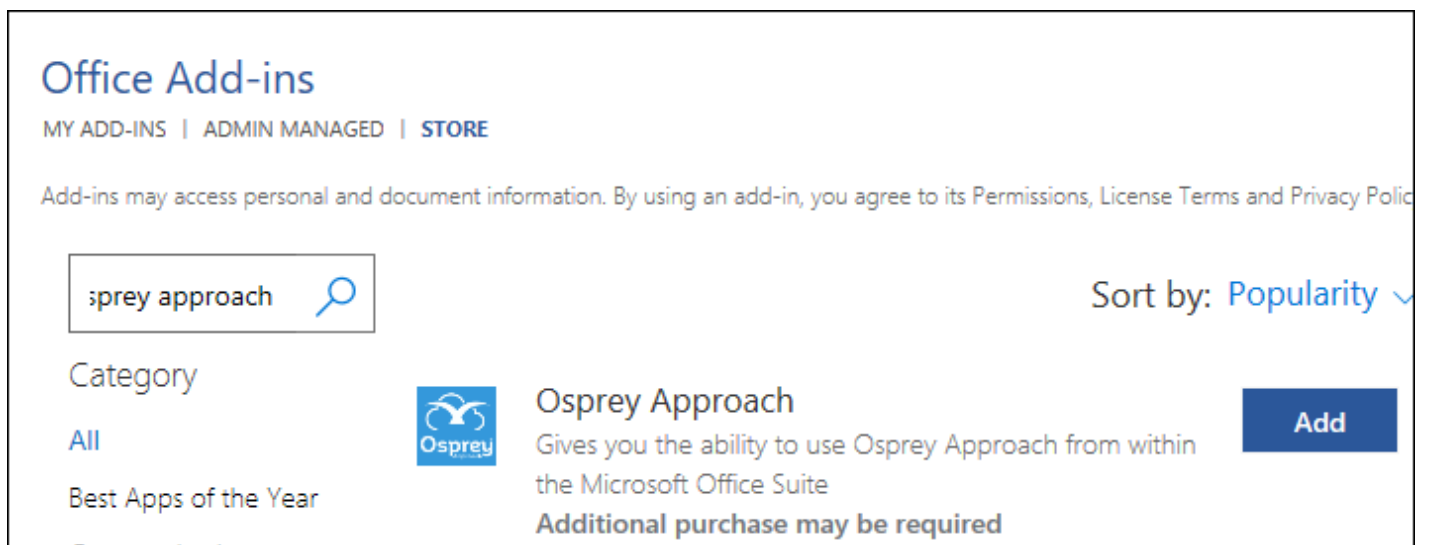 Office Add-ins
MY ADD-INS | ADMIN MANAGED | STORE
Add-ins may access personal and document information. By using an add-in, you agree to its Permissions, License Terms and Privacy Polic
sprey approach
Sort by: Popularity
Category
Osprey Approach
Add
All
Osprey
Gives you the ability to use Osprey Approach from within
the Microsoft Office Suite
Best Apps of the Year
Additional purchase may be required